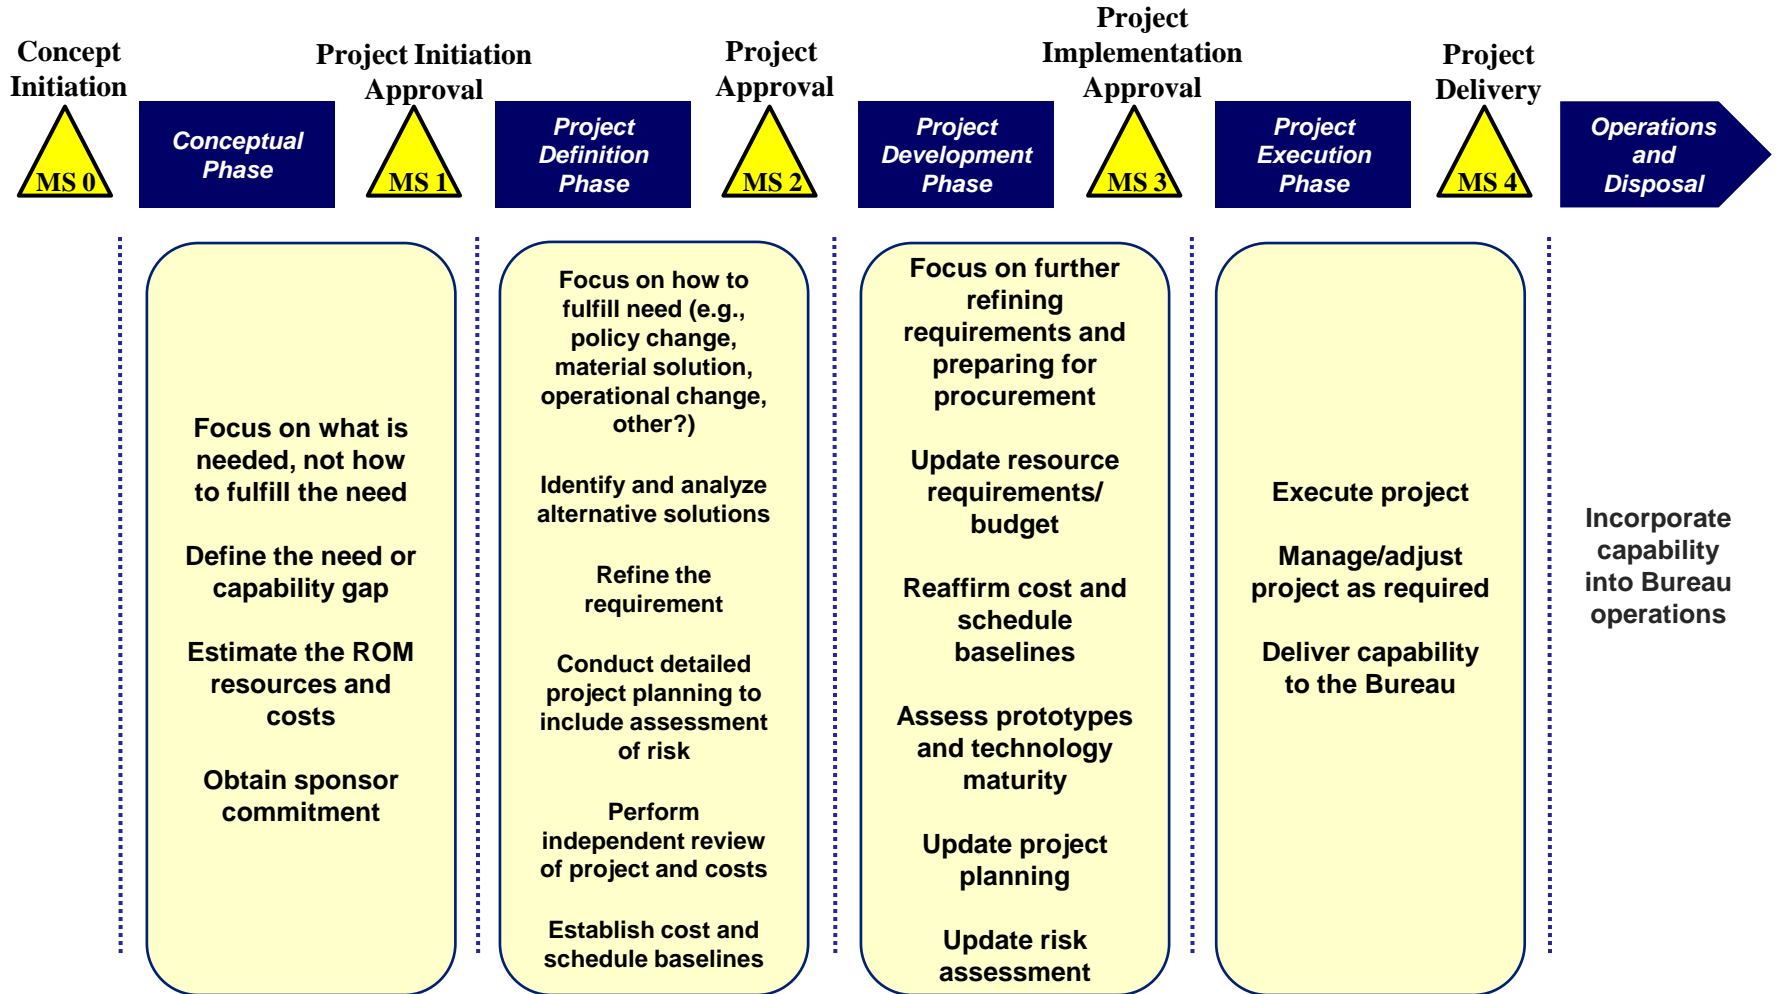 Concept
Initiation
MS 0
Conceptual
Phase
Project Initiation
Approval
MS 1
Project
Definition
Phase
Project
Approval
MS 2
Project
Development
Phase
Project
Implementation
Approval
MS 3
Project
Execution
Phase
Project
Delivery
MS 4
Operations
and
Disposal
Focus on what is
needed, not how
to fulfill the need
Define the need or
capability gap
Estimate the ROM
resources and
costs
Obtain sponsor
commitment
Focus on how to
fulfill need (e.g.,
policy change,
material solution,
operational change,
other?)
Identify and analyze
alternative solutions
Refine the
requirement
Conduct detailed
project planning to
include assessment
of risk
Perform
independent review
of project and costs
Establish cost and
schedule baselines
Focus on further
refining
requirements and
preparing for
procurement
Update resource
requirements/
budget
Reaffirm cost and
schedule
baselines
Assess prototypes
and technology
maturity
Update project
planning
Update risk
assessment
Execute project
Manage/adjust
project as required
Deliver capability
to the Bureau
Incorporate
capability
into Bureau
operations